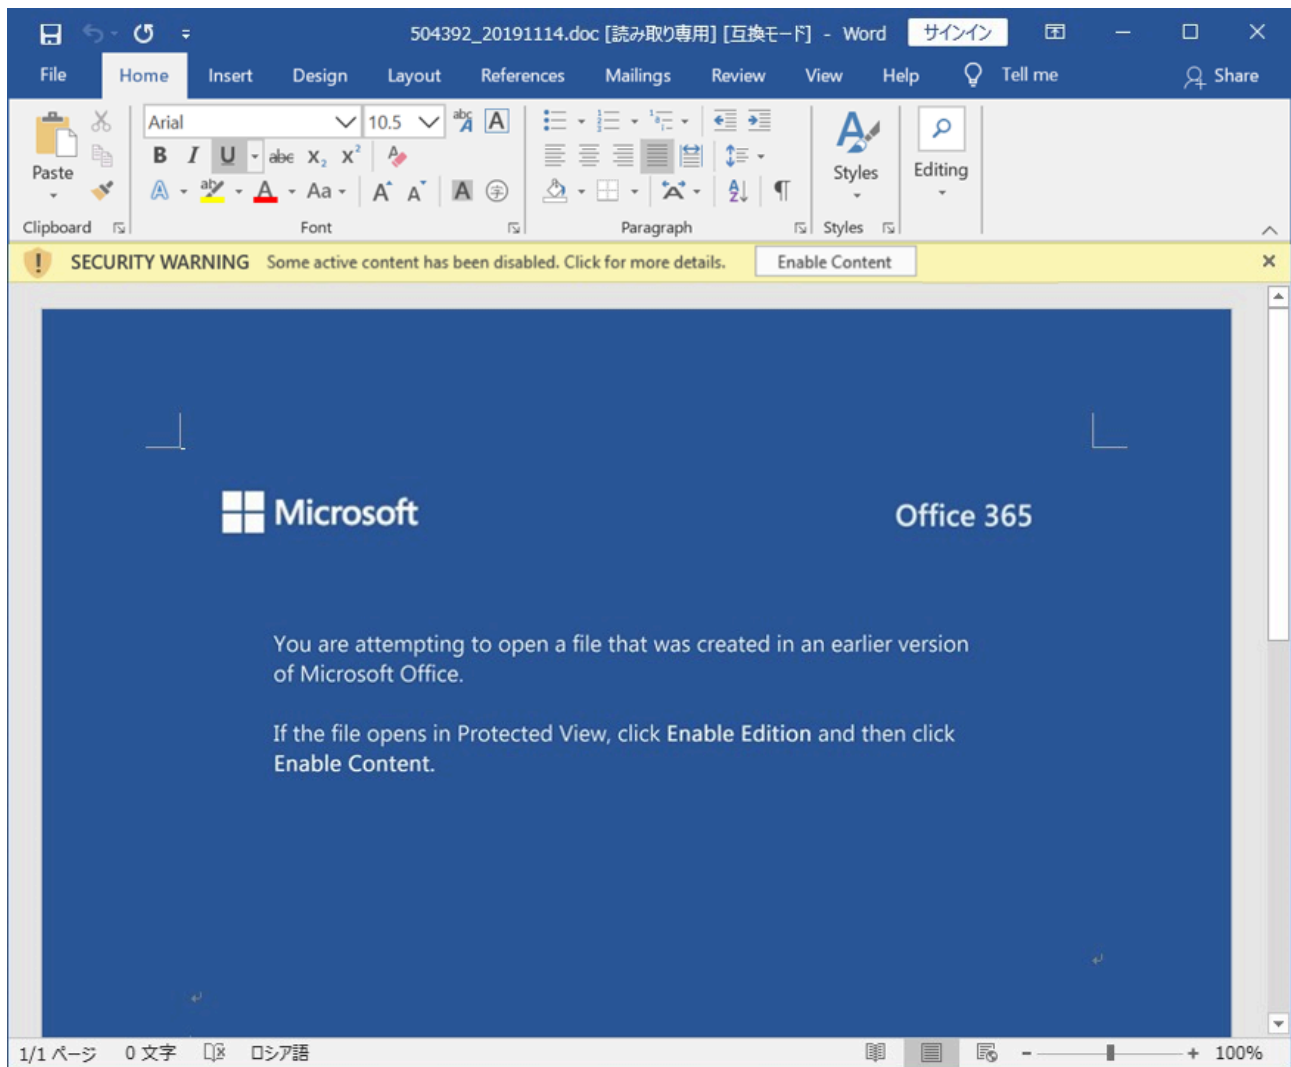 504392_20191114.doc [読み取り専用] [互換モード] - Word サインイン
File Home Insert Design Layout References Mailings Review View Help Tell me Share
Arial 10.5
Paste
Styles
Editing
Clipboard Font Paragraph Styles
SECURITY WARNING Some active content has been disabled. Click for more details. Enable Content
Microsoft
Office 365
You are attempting to open a file that was created in an earlier version
of Microsoft Office.
If the file opens in Protected View, click Enable Edition and then click
Enable Content.
1/1 ページ 0 文字 ロシア語 100%